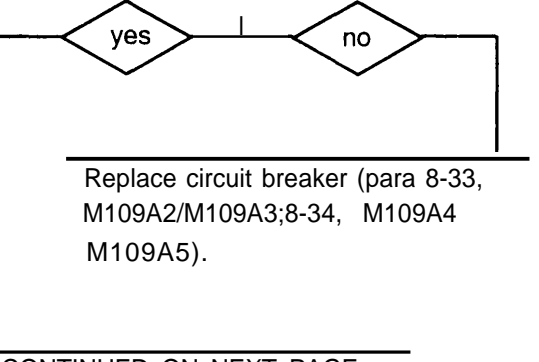 yes
no
Replace circuit breaker (para 8-33,
M109A2/M109A3;8-34, M109A4
M109A5).
CONTINUED ON NEXT PAGE